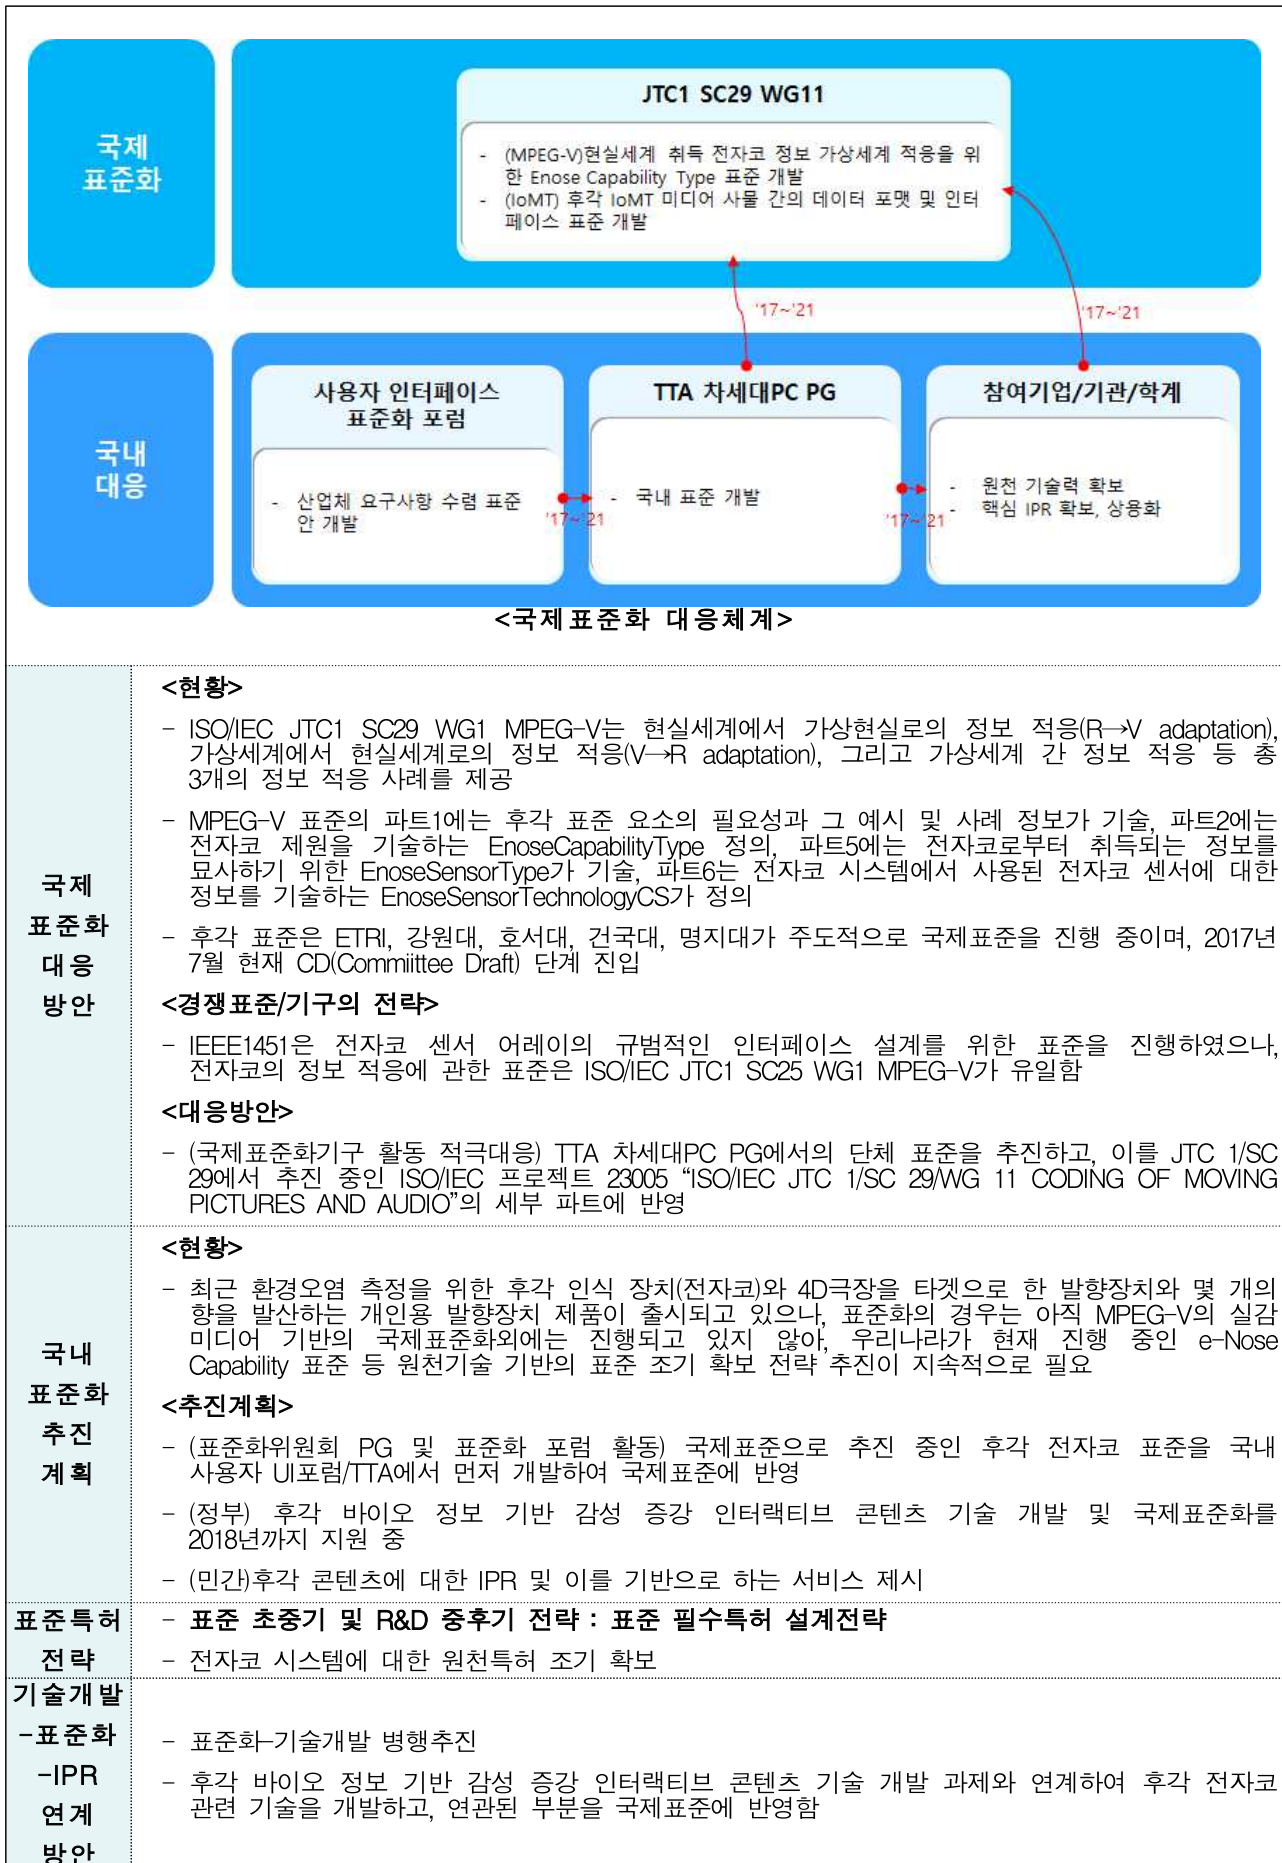 국제
표준화
JTC1 SC29 WG11
- (MPEG-V)현실세계 취득 전자코 정보 가상세계 적응을 위
한 Enose Capability Type 표준 개발
- (IoMT) 후각 IoMT 미디어 사물 간의 데이터 포맷 및 인터
페이스 표준 개발
'17~'21
'17~'21
국내
대응
사용자 인터페이스
표준화 포럼
- 산업체 요구사항 수렴 표준
안 개발
'17~'21
TTA 차세대PC PG
- 국내 표준 개발
'17~'21
참여기업/기관/학계
- 원천 기술력 확보
- 핵심 IPR 확보, 상용화
<국제표준화 대응체계>
국제
표준화
대응
방안
<현황>
- ISO/IEC JTC1 SC29 WG1 MPEG-V는 현실세계에서 가상현실로의 정보 적응(R→V adaptation),
가상세계에서 현실세계로의 정보 적응(V→R adaptation), 그리고 가상세계 간 정보 적응 등 총
3개의 정보 적응 사례를 제공
- MPEG-V 표준의 파트1에는 후각 표준 요소의 필요성과 그 예시 및 사례 정보가 기술, 파트2에는
전자코 제원을 기술하는 EnoseCapabilityType 정의, 파트5에는 전자코로부터 취득되는 정보를
묘사하기 위한 EnoseSensorType가 기술, 파트6는 전자코 시스템에서 사용된 전자코 센서에 대한
정보를 기술하는 EnoseSensorTechnologyCS가 정의
- 후각 표준은 ETRI, 강원대, 호서대, 건국대, 명지대가 주도적으로 국제표준을 진행 중이며, 2017년
7월 현재 CD(Commiittee Draft) 단계 진입
<경쟁표준/기구의 전략>
- IEEE1451은 전자코 센서 어레이의 규범적인 인터페이스 설계를 위한 표준을 진행하였으나,
전자코의 정보 적응에 관한 표준은 ISO/IEC JTC1 SC25 WG1 MPEG-V가 유일함
<대응방안>
- (국제표준화기구 활동 적극대응) TTA 차세대PC PG에서의 단체 표준을 추진하고, 이를 JTC 1/SC
29에서 추진 중인 ISO/IEC 프로젝트 23005 “ISO/IEC JTC 1/SC 29/WG 11 CODING OF MOVING
PICTURES AND AUDIO”의 세부 파트에 반영
국내
표준화
추진
계획
<현황>
- 최근 환경오염 측정을 위한 후각 인식 장치(전자코)와 4D극장을 타겟으로 한 발향장치와 몇 개의
향을 발산하는 개인용 발향장치 제품이 출시되고 있으나, 표준화의 경우는 아직 MPEG-V의 실감
미디어 기반의 국제표준화외에는 진행되고 있지 않아, 우리나라가 현재 진행 중인 e-Nose
Capability 표준 등 원천기술 기반의 표준 조기 확보 전략 추진이 지속적으로 필요
<추진계획>
- (표준화위원회 PG 및 표준화 포럼 활동) 국제표준으로 추진 중인 후각 전자코 표준을 국내
사용자 UI포럼/TTA에서 먼저 개발하여 국제표준에 반영
- (정부) 후각 바이오 정보 기반 감성 증강 인터랙티브 콘텐츠 기술 개발 및 국제표준화를
2018년까지 지원 중
- (민간)후각 콘텐츠에 대한 IPR 및 이를 기반으로 하는 서비스 제시
표준특허
전략
- 표준 초중기 및 R&D 중후기 전략 : 표준 필수특허 설계전략
- 전자코 시스템에 대한 원천특허 조기 확보
기술개발
-표준화
-IPR
연계
방안
- 표준화-기술개발 병행추진
- 후각 바이오 정보 기반 감성 증강 인터랙티브 콘텐츠 기술 개발 과제와 연계하여 후각 전자코
관련 기술을 개발하고, 연관된 부분을 국제표준에 반영함